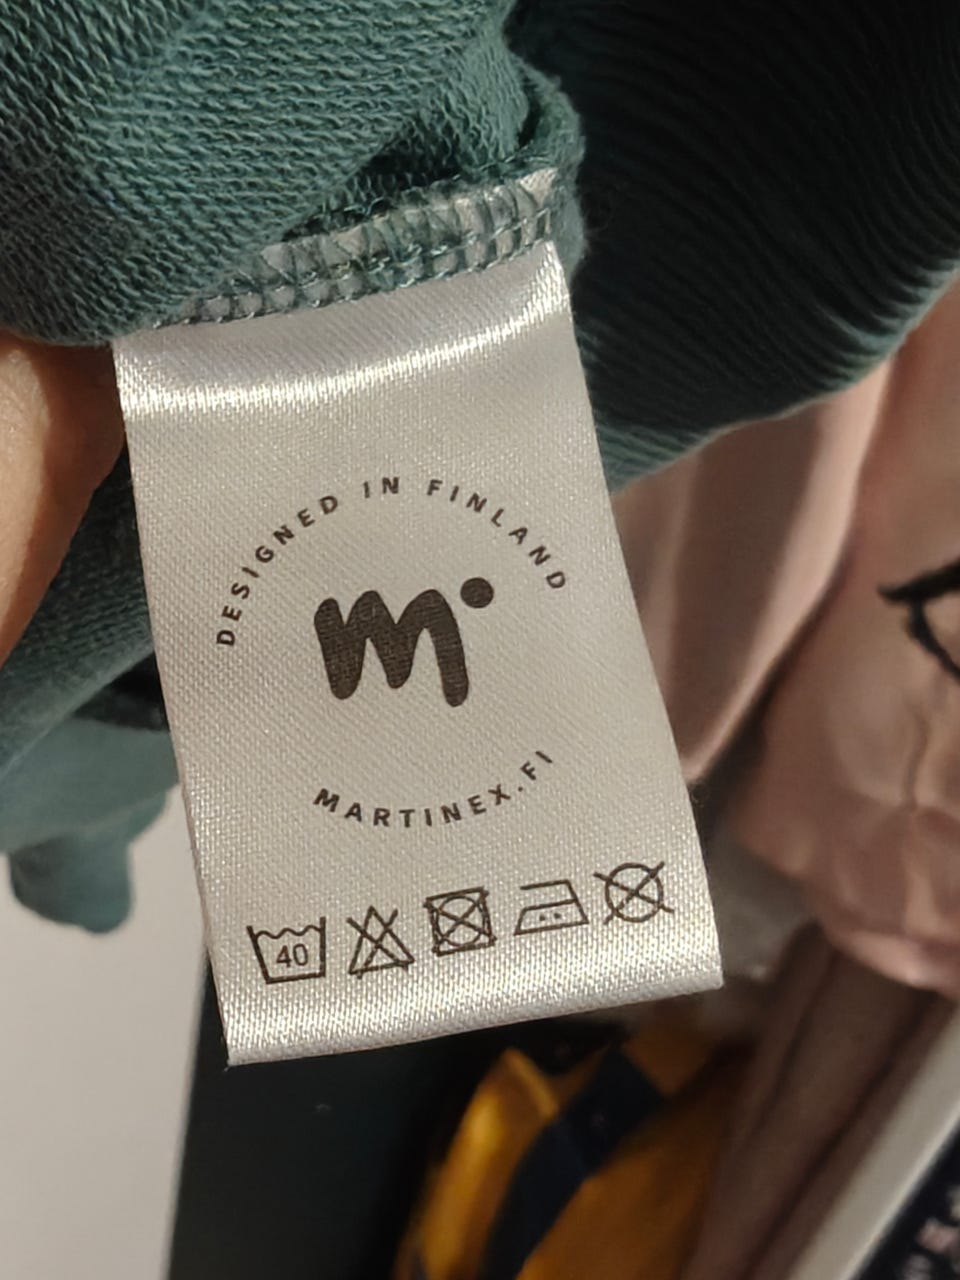 DESIGNED IN FINLAND
m
MARTINEX.FI
40